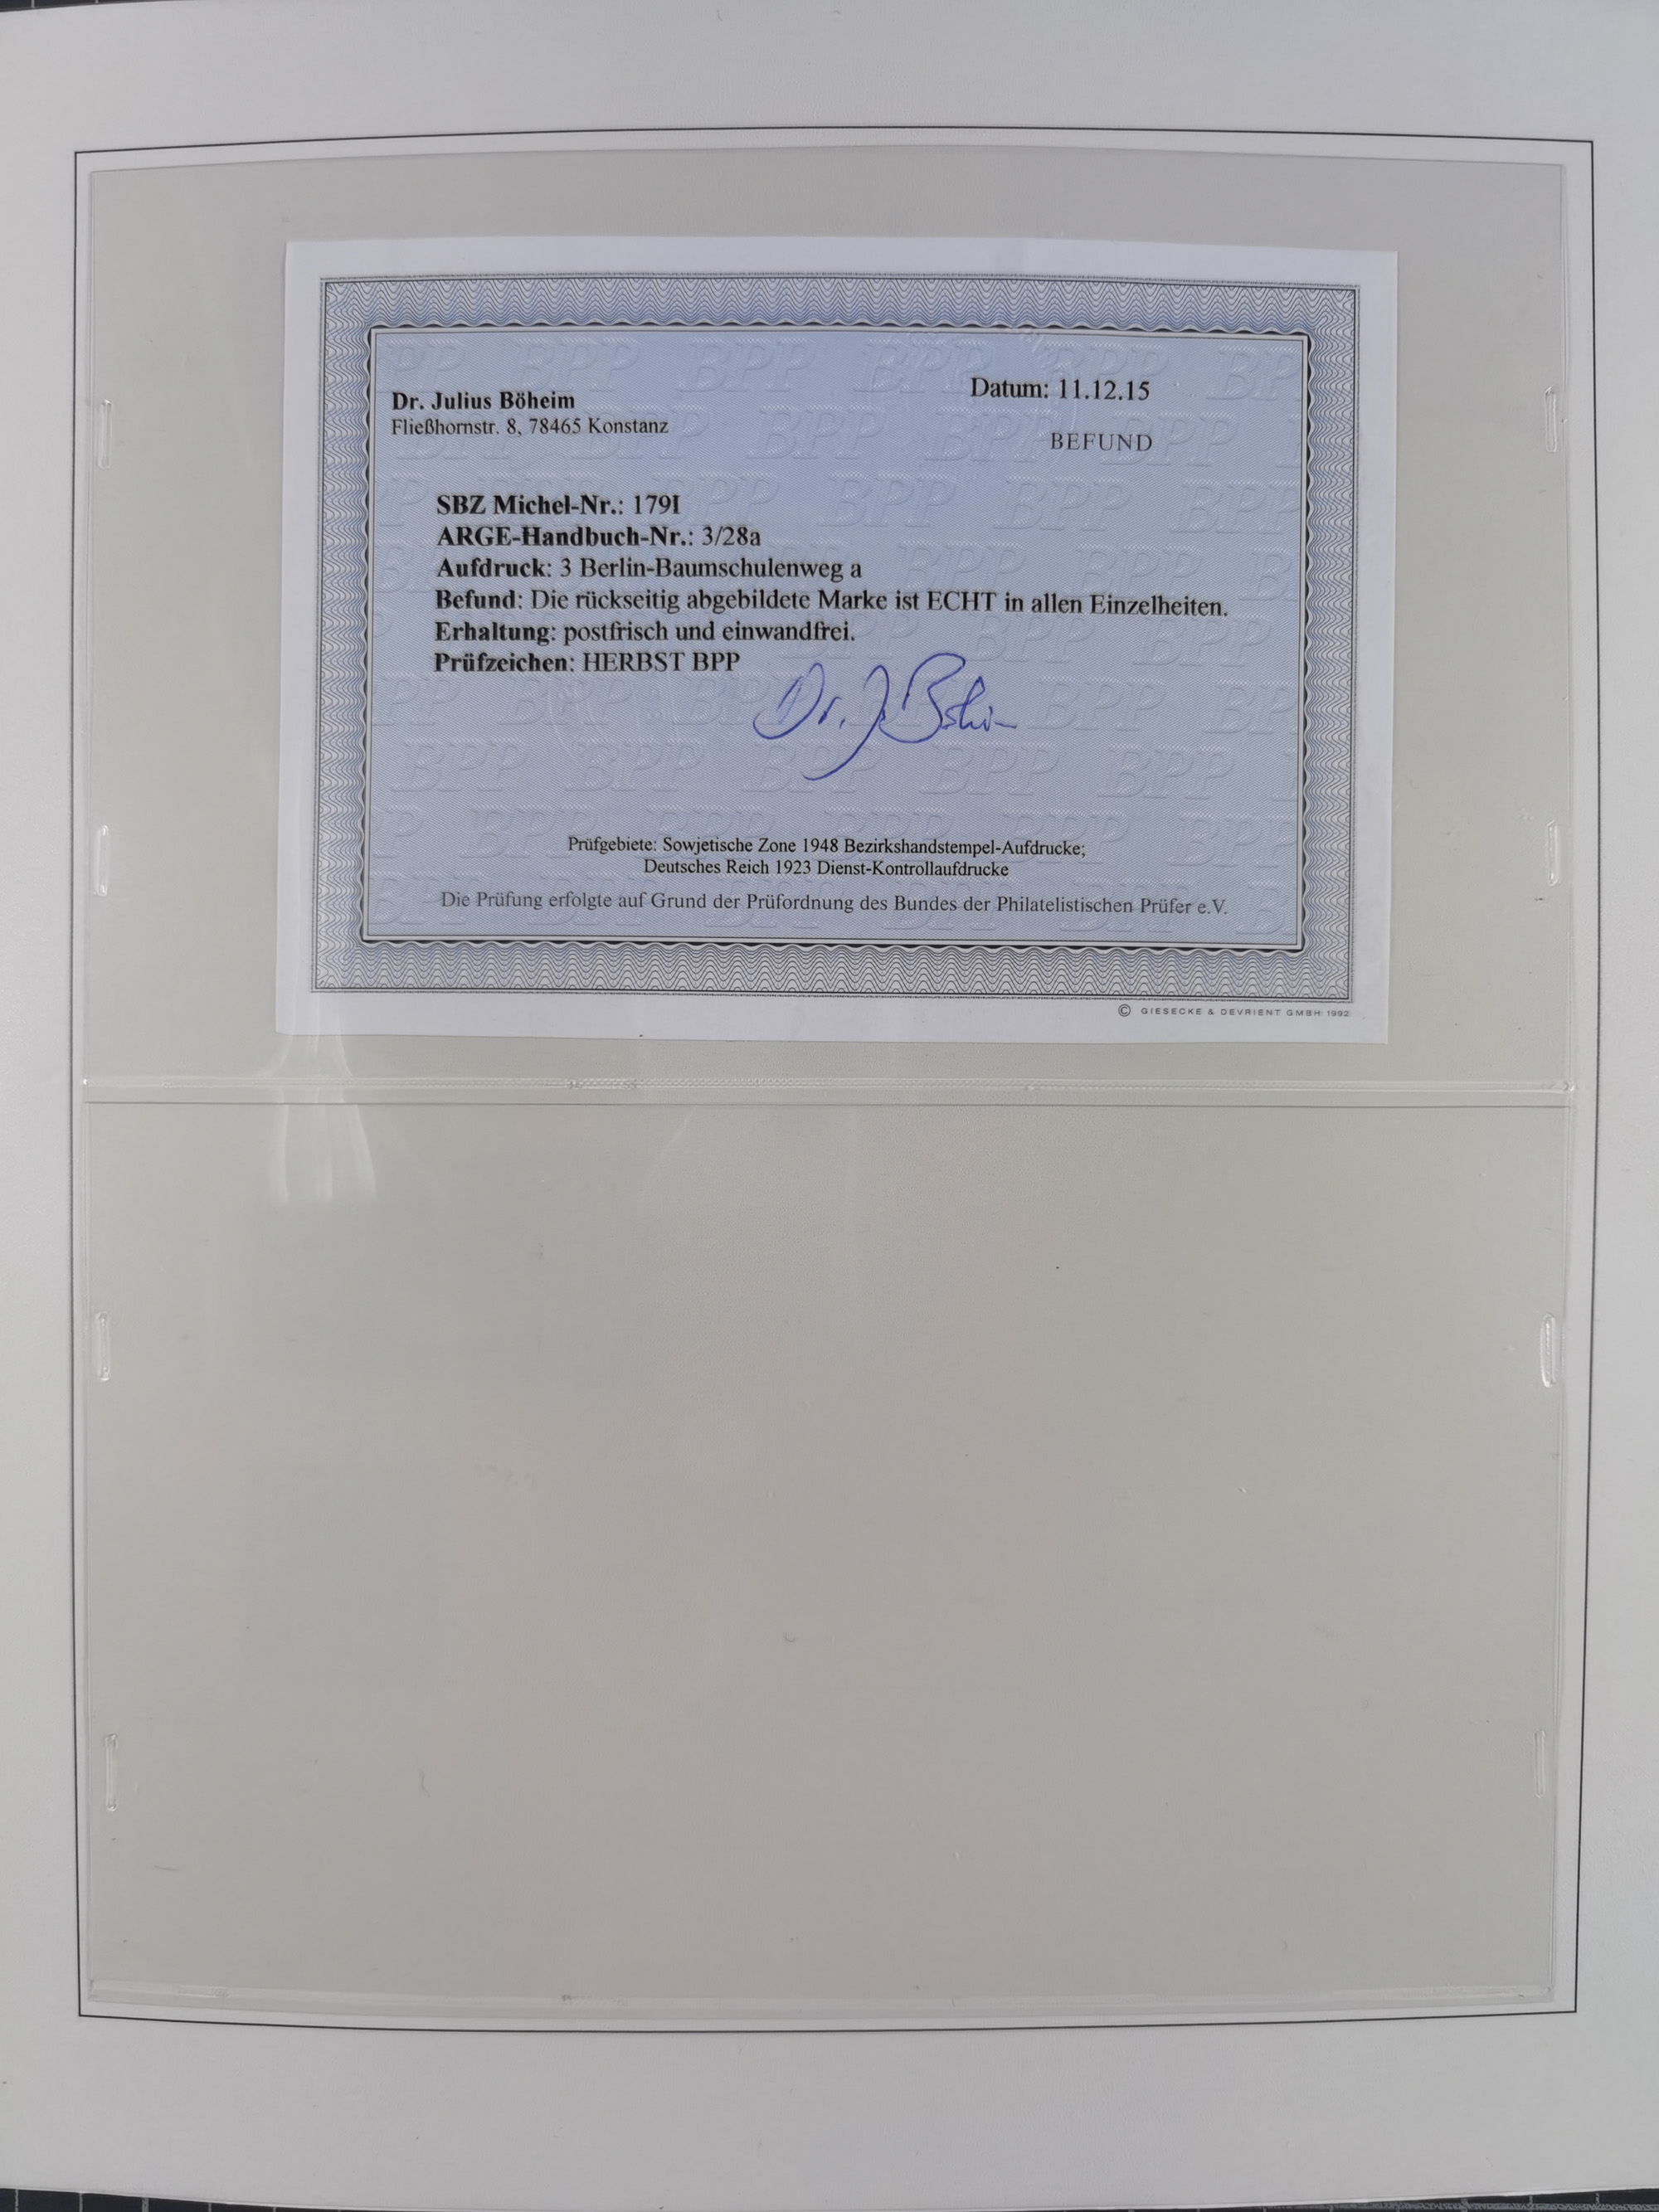 Dr. Julius Böheim
Fließhornstr. 8, 78465 Konstanz
Datum: 11.12.15
BEFUND
SBZ Michel-Nr.: 179I
ARGE-Handbuch-Nr.: 3/28a
Aufdruck: 3 Berlin-Baumschulenweg a
Befund: Die rückseitig abgebildete Marke ist ECHT in allen Einzelheiten.
Erhaltung: postfrisch und einwandfrei.
Prüfzeichen: HERBST BPP
Dr. J. Böheim
Prüfgebiete: Sowjetische Zone 1948 Bezirkshandstempel-Aufdrucke;
Deutsches Reich 1923 Dienst-Kontrollaufdrucke
Die Prüfung erfolgte auf Grund der Prüfordnung des Bundes der Philatelistischen Prüfer e.V.
© GIESECKE & DEVRIENT GMBH 1992